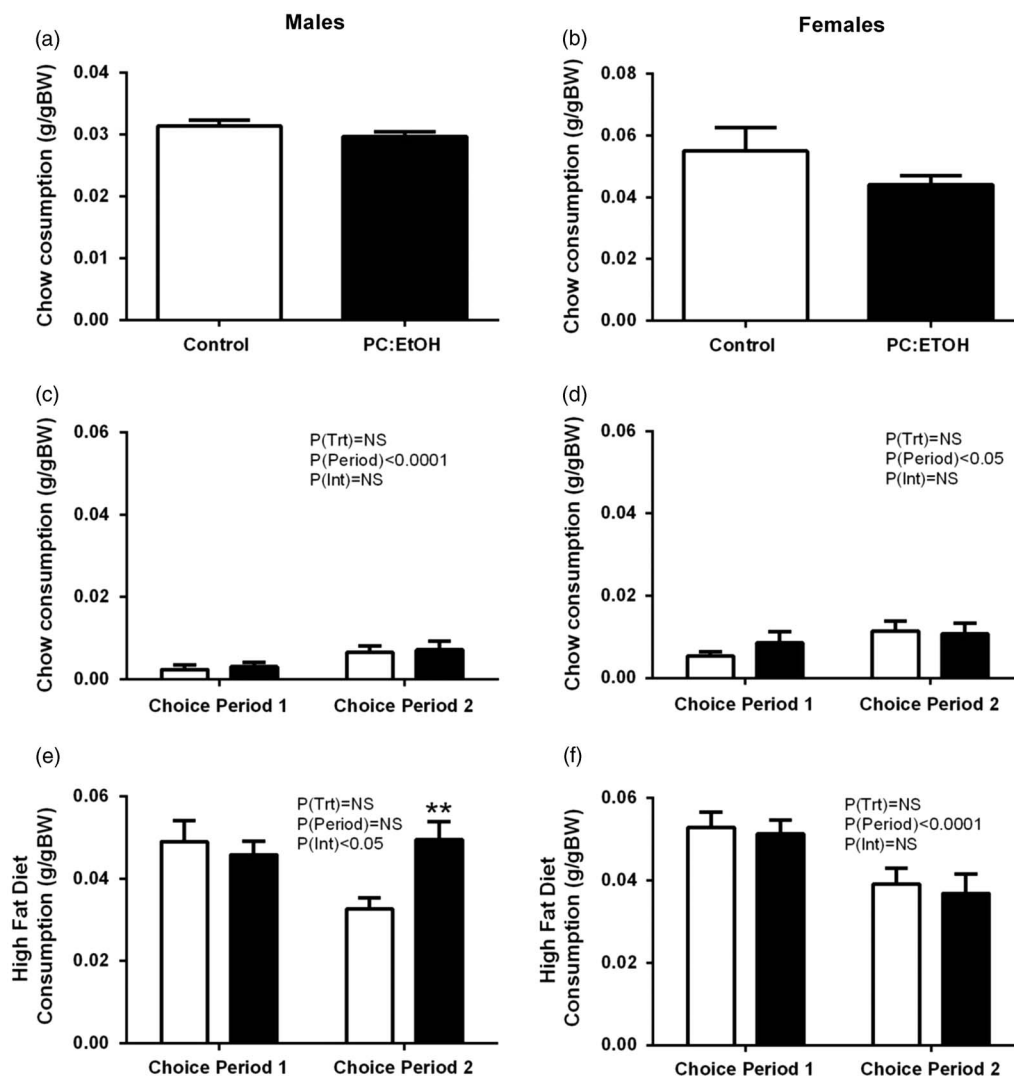 Males
Females
(a)
(b)
Chow cosumption (g/gBW)
0.04
0.03
0.02
0.01
0.00
Control
PC:EtOH
Chow consumption (g/gBW)
0.08
0.06
0.04
0.02
0.00
Control
PC:ETOH
(c)
(d)
Chow consumption (g/gBW)
0.06
0.04
0.02
0.00
P(Trt)=NS
P(Period)<0.0001
P(Int)=NS
Choice Period 1
Choice Period 2
Chow consumption (g/gBW)
0.06
0.04
0.02
0.00
P(Trt)=NS
P(Period)<0.05
P(Int)=NS
Choice Period 1
Choice Period 2
(e)
(f)
High Fat Diet
Consumption (g/gBW)
0.06
0.04
0.02
0.00
P(Trt)=NS
P(Period)=NS
P(Int)<0.05
**
Choice Period 1
Choice Period 2
High Fat Diet
Consumption (g/gBW)
0.06
0.04
0.02
0.00
P(Trt)=NS
P(Period)<0.0001
P(Int)=NS
Choice Period 1
Choice Period 2